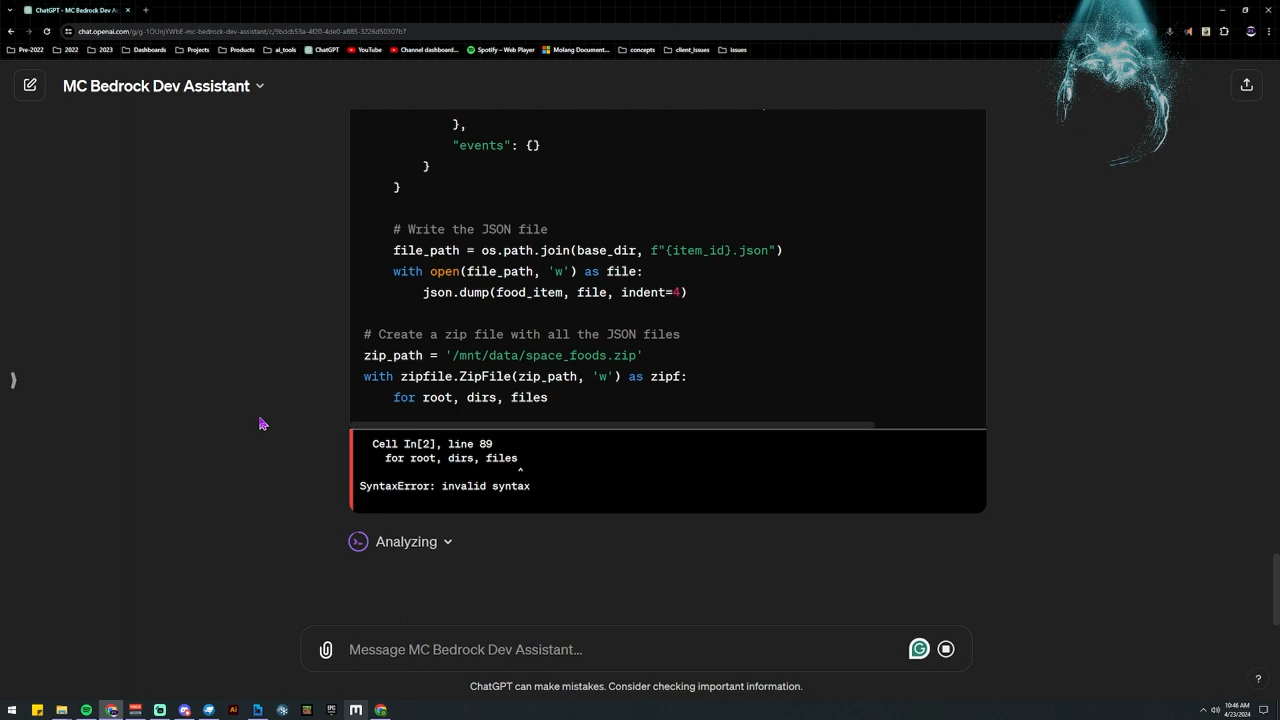 ChatGPT - MC Bedrock Dev As
chat.openai.com/g/g-1OUnjYWbE-mc-bedrock-dev-assistant/c/9bdcb53a-4f20-4de0-a885-3226d50307b7
Pre-2022 2022 2023 Dashboards Projects Products ai_tools ChatGPT YouTube Channel dashboard... Spotify – Web Player Molang Document... concepts client_issues issues
MC Bedrock Dev Assistant
},
"events": {}
}
}
# Write the JSON file
file_path = os.path.join(base_dir, f"{item_id}.json")
with open(file_path, 'w') as file:
json.dump(food_item, file, indent=4)
# Create a zip file with all the JSON files
zip_path = '/mnt/data/space_foods.zip'
with zipfile.ZipFile(zip_path, 'w') as zipf:
for root, dirs, files
Cell In[2], line 89
for root, dirs, files
^
SyntaxError: invalid syntax
Analyzing
Message MC Bedrock Dev Assistant...
ChatGPT can make mistakes. Consider checking important information.
?
10:46 AM
4/23/2024